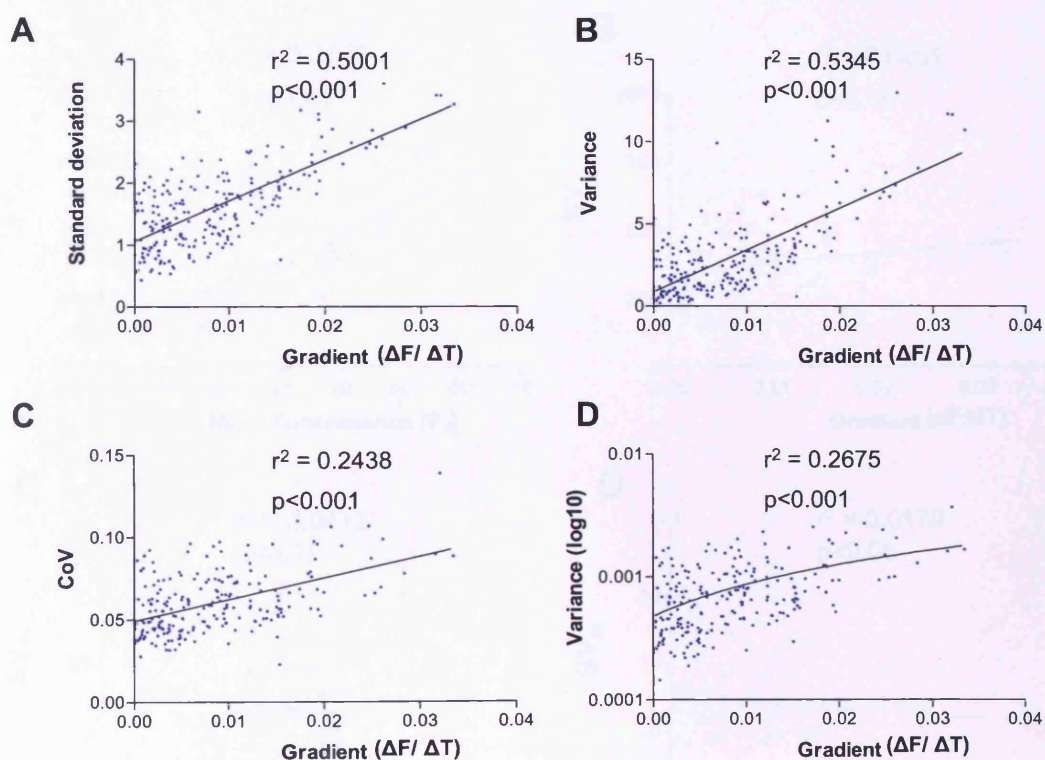 A
r² = 0.5001
p<0.001
Standard deviation
4
3
2
1
0
0.00 0.01 0.02 0.03 0.04
Gradient (ΔF/ ΔT)
B
r² = 0.5345
p<0.001
Variance
15
10
5
0
0.00 0.01 0.02 0.03 0.04
Gradient (ΔF/ ΔT)
C
r² = 0.2438
p<0.001
CoV
0.15
0.10
0.05
0.00
0.00 0.01 0.02 0.03 0.04
Gradient (ΔF/ ΔT)
D
r² = 0.2675
p<0.001
Variance (log10)
0.01
0.001
0.0001
0.00 0.01 0.02 0.03 0.04
Gradient (ΔF/ ΔT)